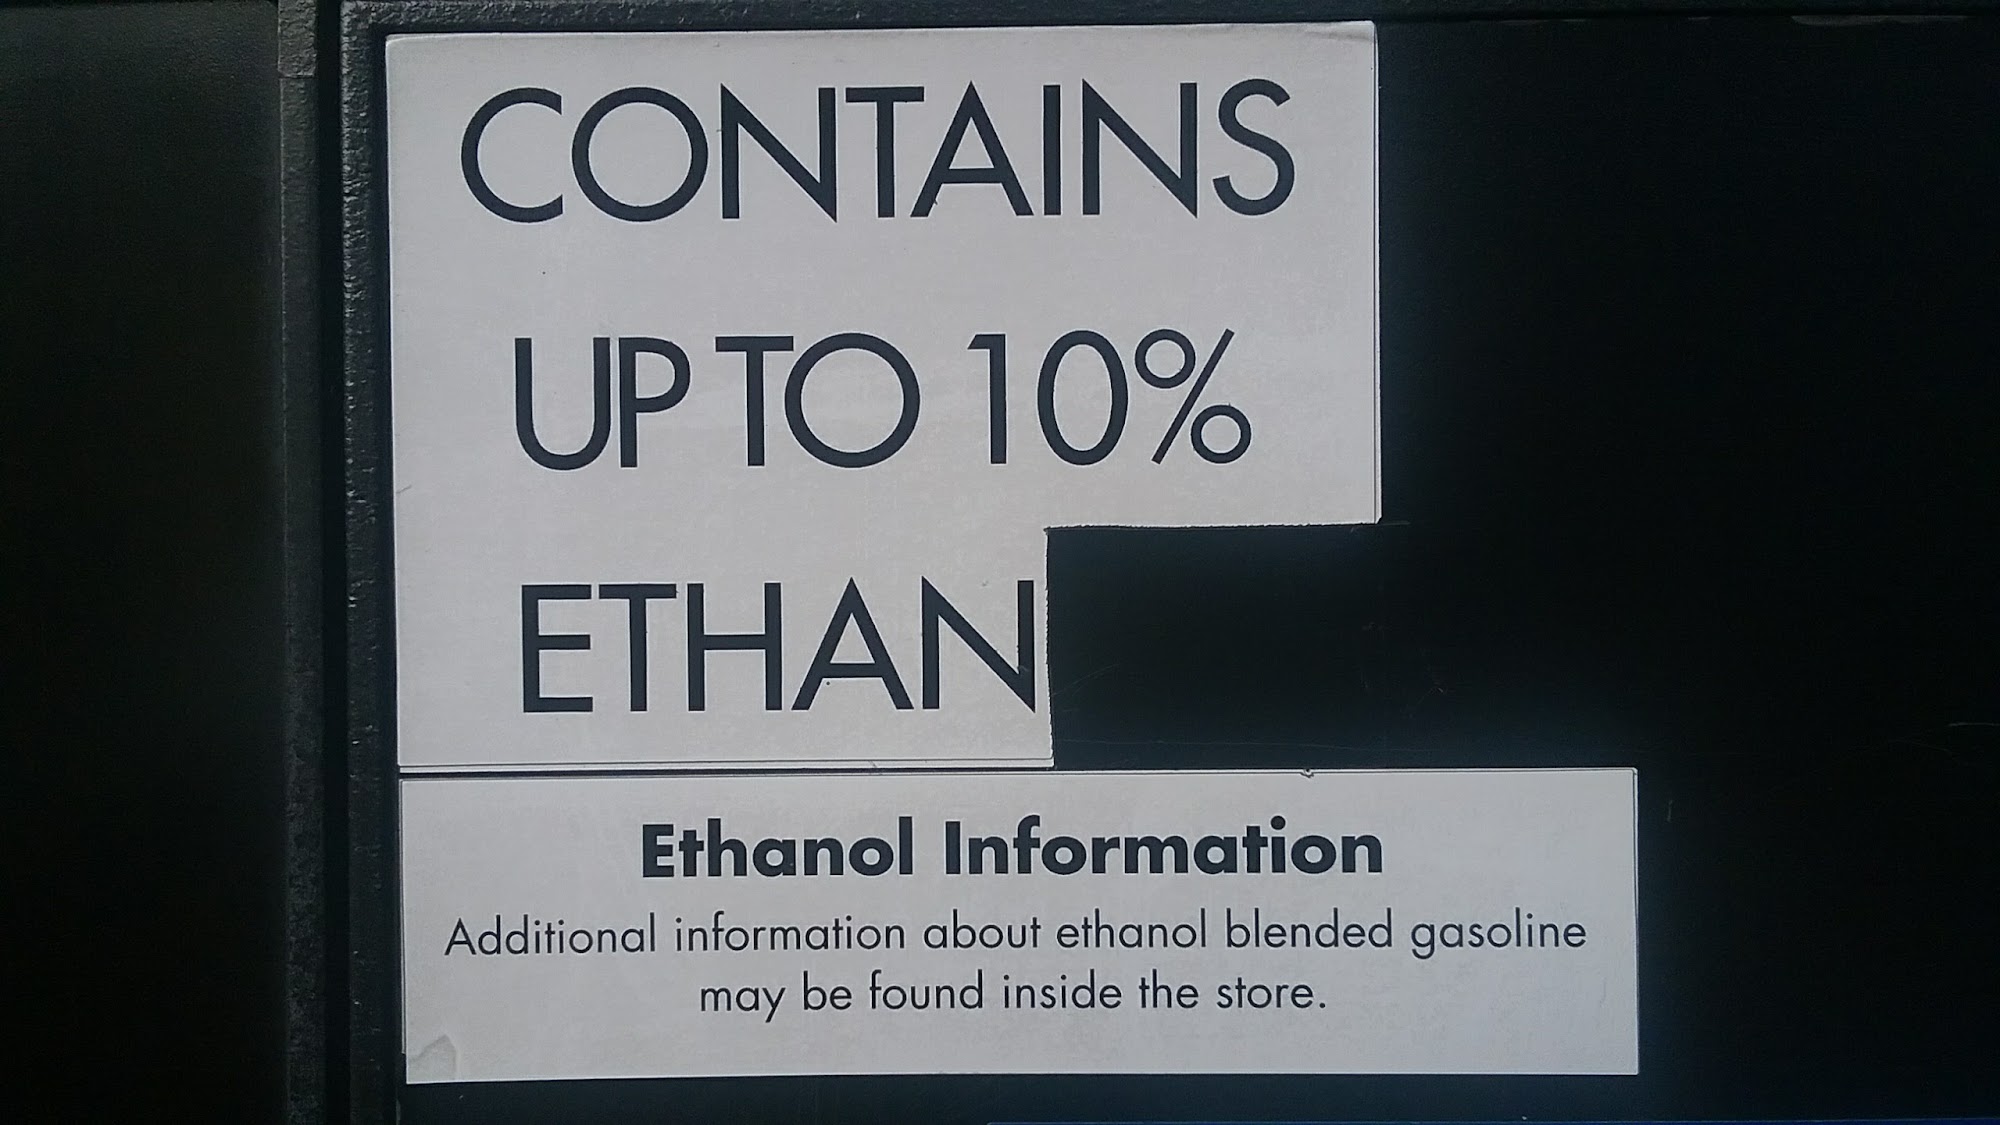 CONTAINS
UP TO 10%
ETHAN
Ethanol Information
Additional information about ethanol blended gasoline
may be found inside the store.